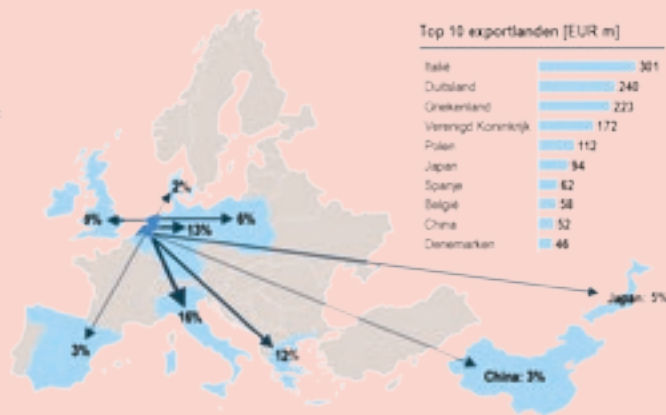 Top 10 exportlanden [EUR m]
Italië 301
Duitsland 240
Griekenland 223
Verenigd Koninkrijk 172
Polen 112
Japan 94
Spanje 62
België 58
China 52
Denemarken 46
2%
8%
6%
13%
16%
3%
12%
Japan: 5%
China: 3%